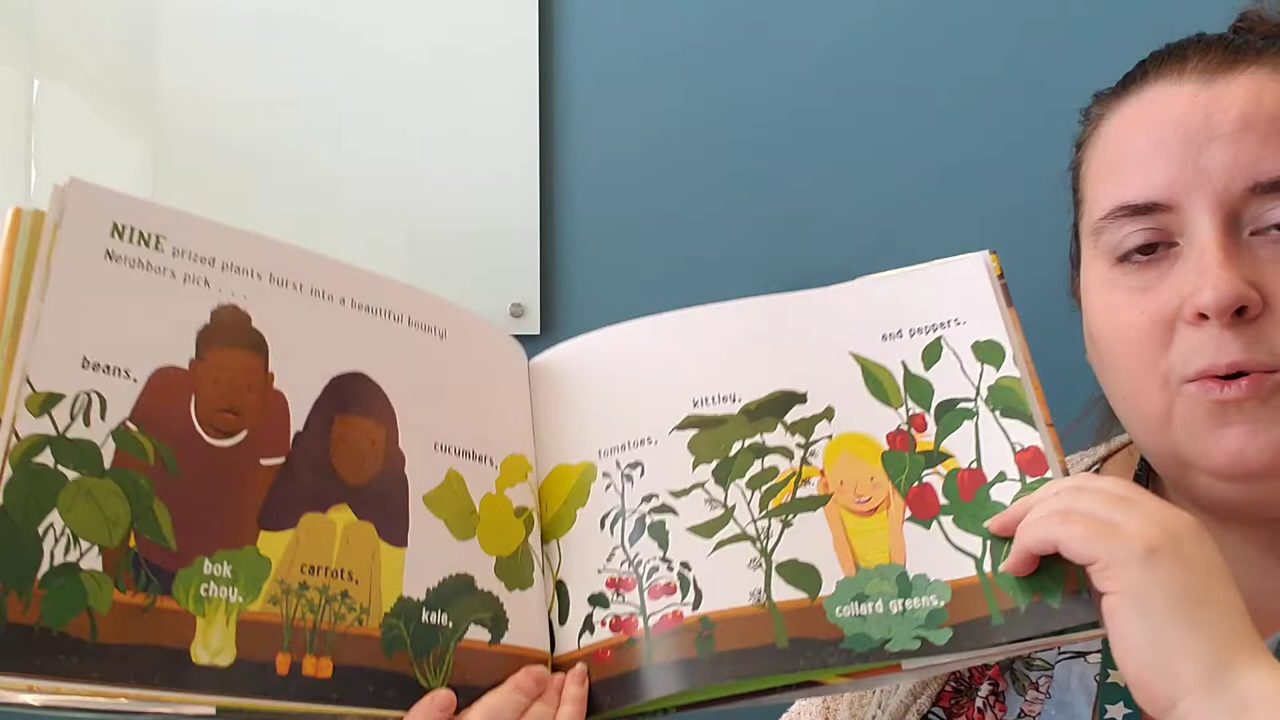 NINE prized plants burst into a beautiful bounty!
Neighbors pick . . .
beans,
bok
choy,
carrots,
kale,
cucumbers,
tomatoes,
kittley,
collard greens,
and peppers.